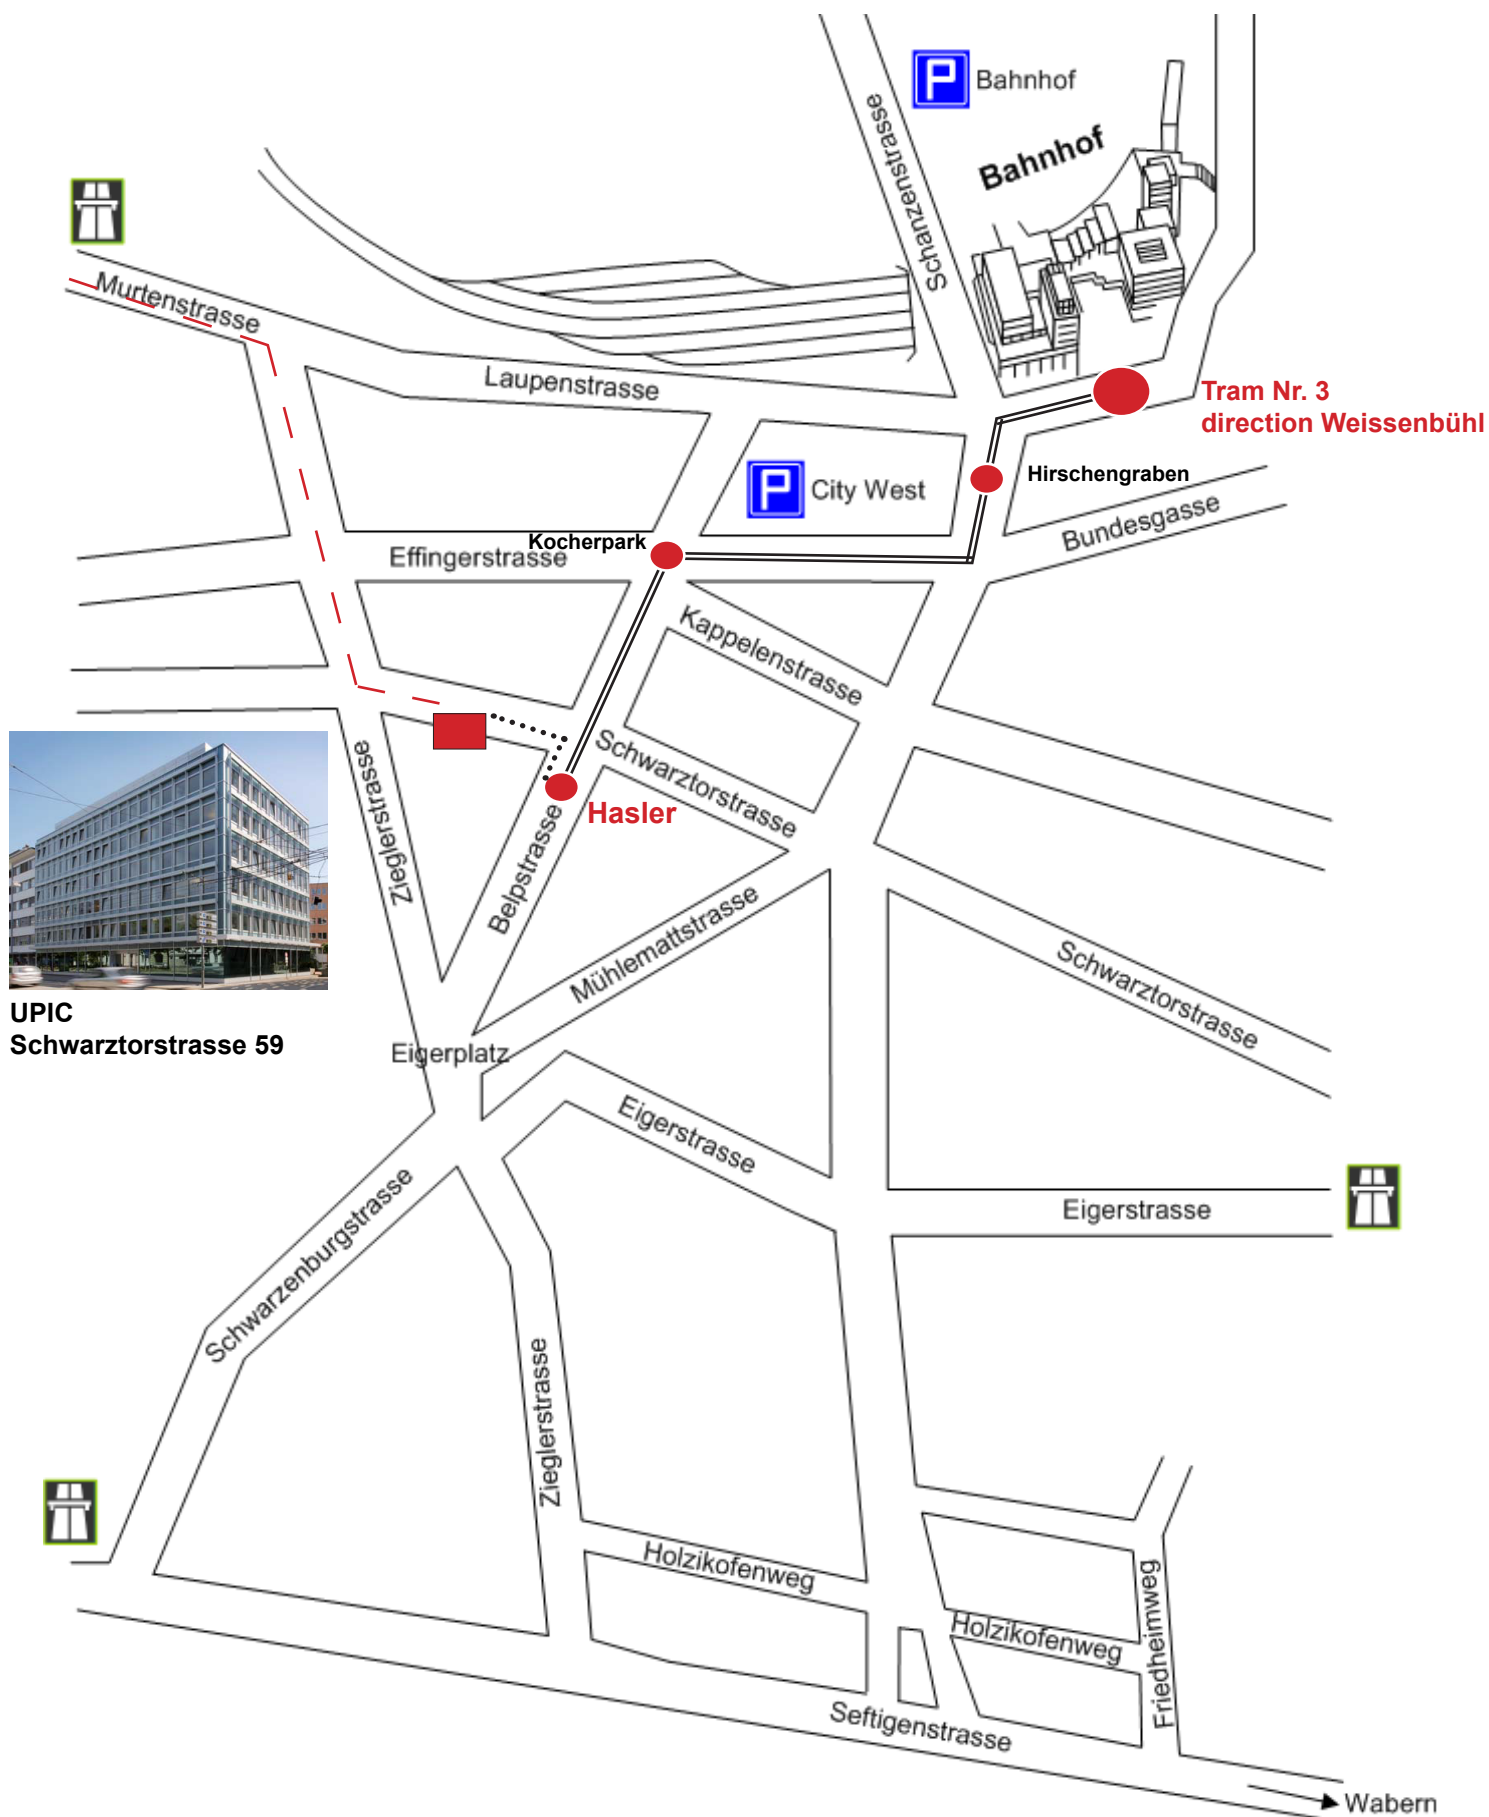 P Bahnhof
Bahnhof
Schanzenstrasse
Murtenstrasse
Laupenstrasse
Tram Nr. 3
direction Weissenbühl
Hirschengraben
P City West
Bundesgasse
Kocherpark
Effingerstrasse
Kappelenstrasse
Schwarztorstrasse
Zieglerstrasse
Hasler
Belpstrasse
Mühlemattstrasse
Schwarztorstrasse
UPIC
Schwarztorstrasse 59
Eigerplatz
Eigerstrasse
Eigerstrasse
Schwarzenburgstrasse
Zieglerstrasse
Holzikofenweg
Holzikofenweg
Friedheimweg
Seftigenstrasse
Wabern